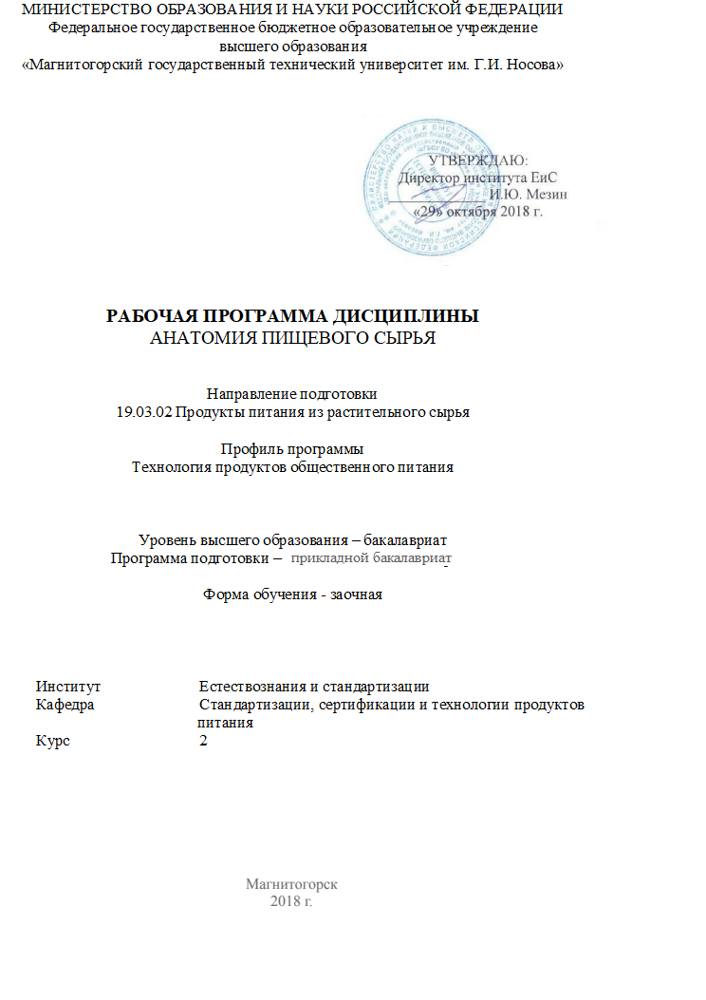 МИНИСТЕРСТВО ОБРАЗОВАНИЯ И НАУКИ РОССИЙСКОЙ ФЕДЕРАЦИИ
Федеральное государственное бюджетное образовательное учреждение
высшего образования
«Магнитогорский государственный технический университет им. Г.И. Носова»
УТВЕРЖДАЮ:
Директор института ЕиС
_____________ И.Ю. Мезин
«29» октября 2018 г.
РАБОЧАЯ ПРОГРАММА ДИСЦИПЛИНЫ
АНАТОМИЯ ПИЩЕВОГО СЫРЬЯ
Направление подготовки
19.03.02 Продукты питания из растительного сырья
Профиль программы
Технология продуктов общественного питания
Уровень высшего образования – бакалавриат
Программа подготовки – прикладной бакалавриат
Форма обучения - заочная
Институт Естествознания и стандартизации
Кафедра Стандартизации, сертификации и технологии продуктов
питания
Курс 2
Магнитогорск
2018 г.